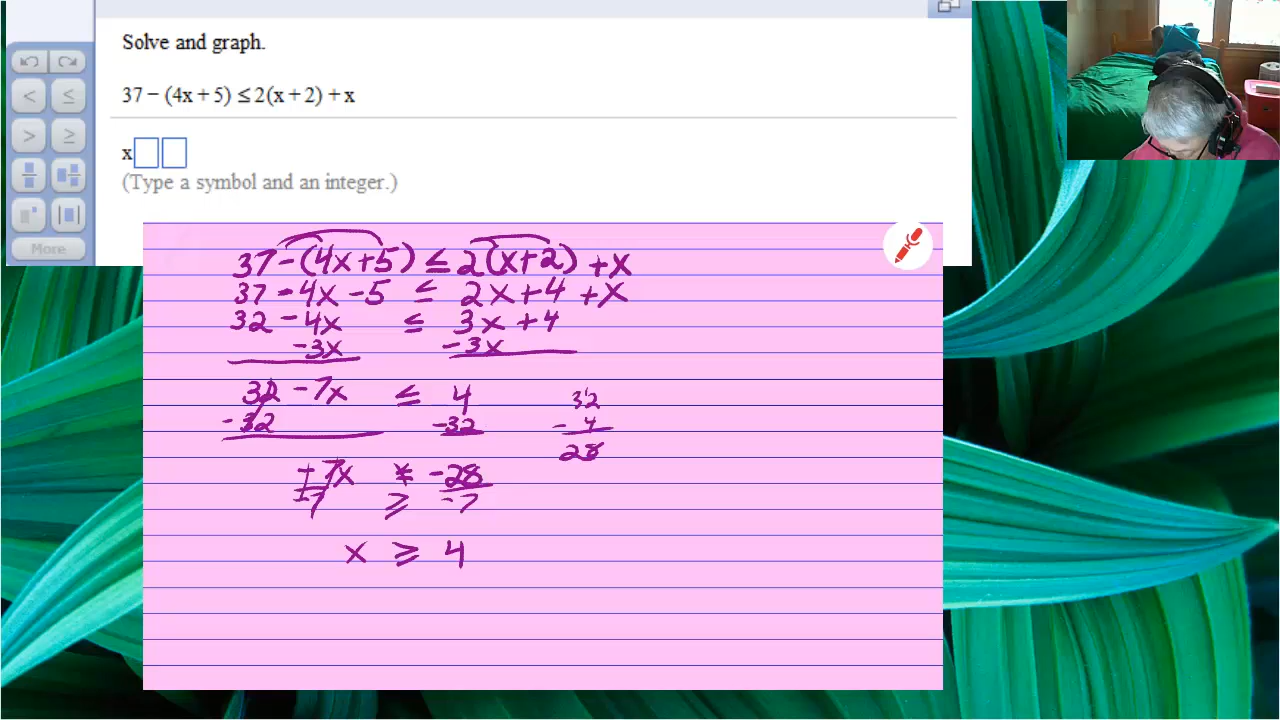 Solve and graph.
37 − (4x + 5) ≤ 2(x + 2) + x
< ≤
x
> ≥
(Type a symbol and an integer.)
More
37 - (4x + 5) ≤ 2(x + 2) + x
37 - 4x - 5 ≤ 2x + 4 + x
32 - 4x ≤ 3x + 4
- 3x - 3x
32 - 7x ≤ 4 32
- 32 - 32 - 4
28
- 7x - 28
- 7 ≥ - 7
x ≥ 4